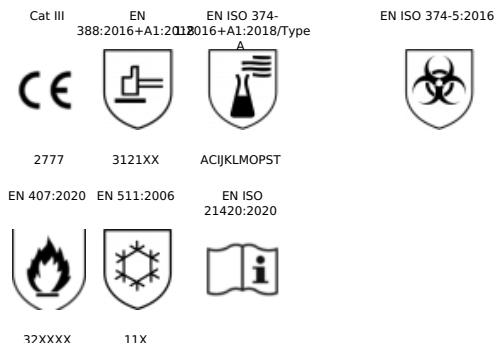 Cat III
EN
388:2016+A1:2018
EN ISO 374-
1:2016+A1:2018/Type
A
EN ISO 374-5:2016
CE
2777
3121XX
ACIJKLMOPST
EN 407:2020
EN 511:2006
EN ISO
21420:2020
i
32XXXX
11X